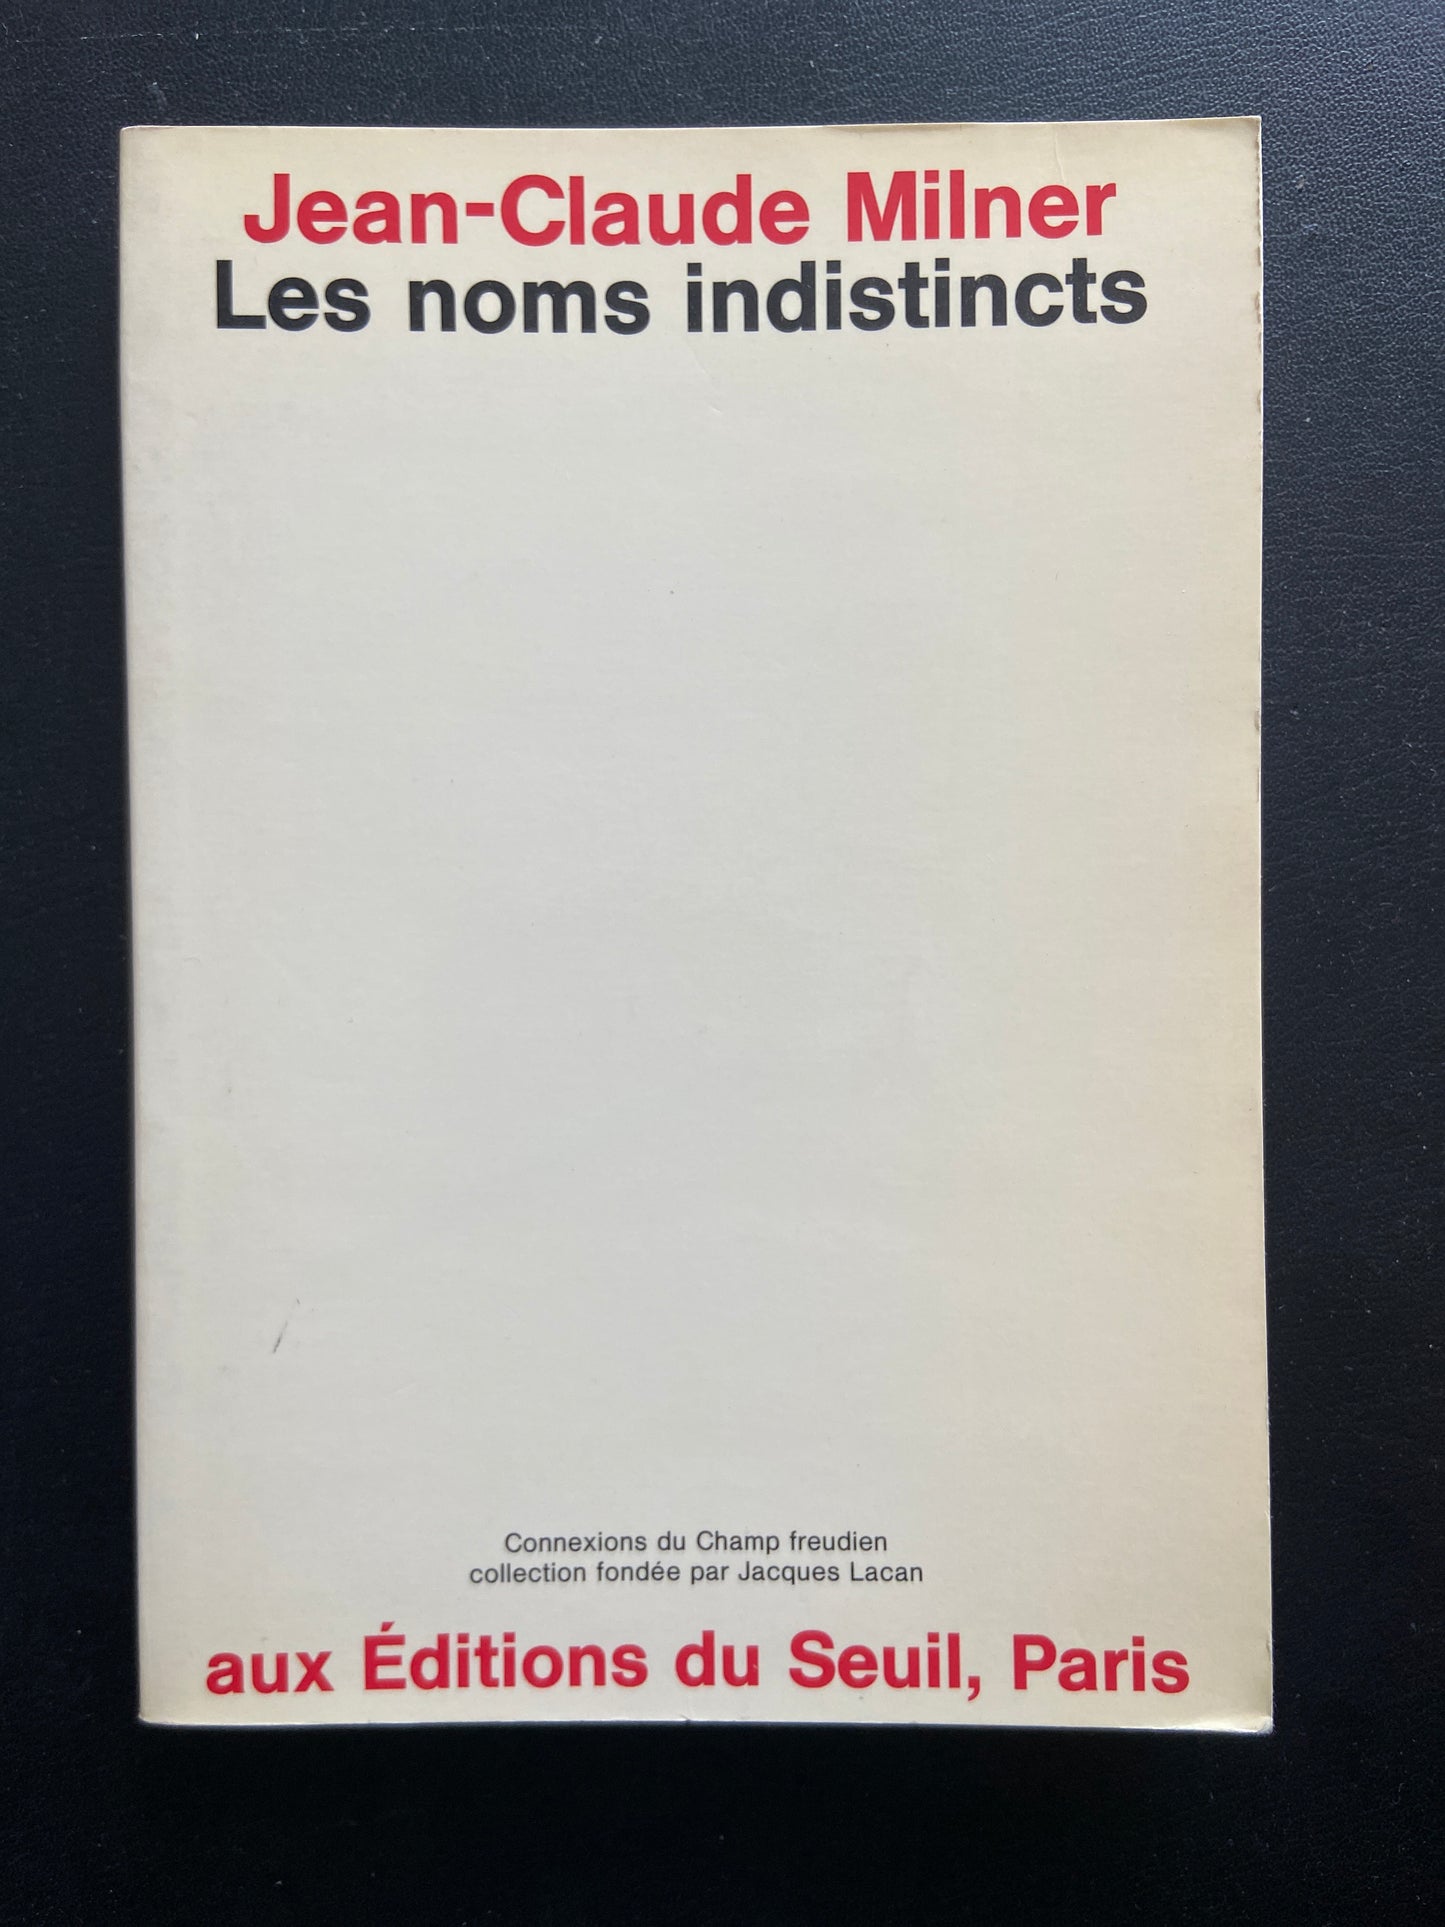 Jean-Claude Milner
Les noms indistincts
Connexions du Champ freudien
collection fondée par Jacques Lacan
aux Éditions du Seuil, Paris